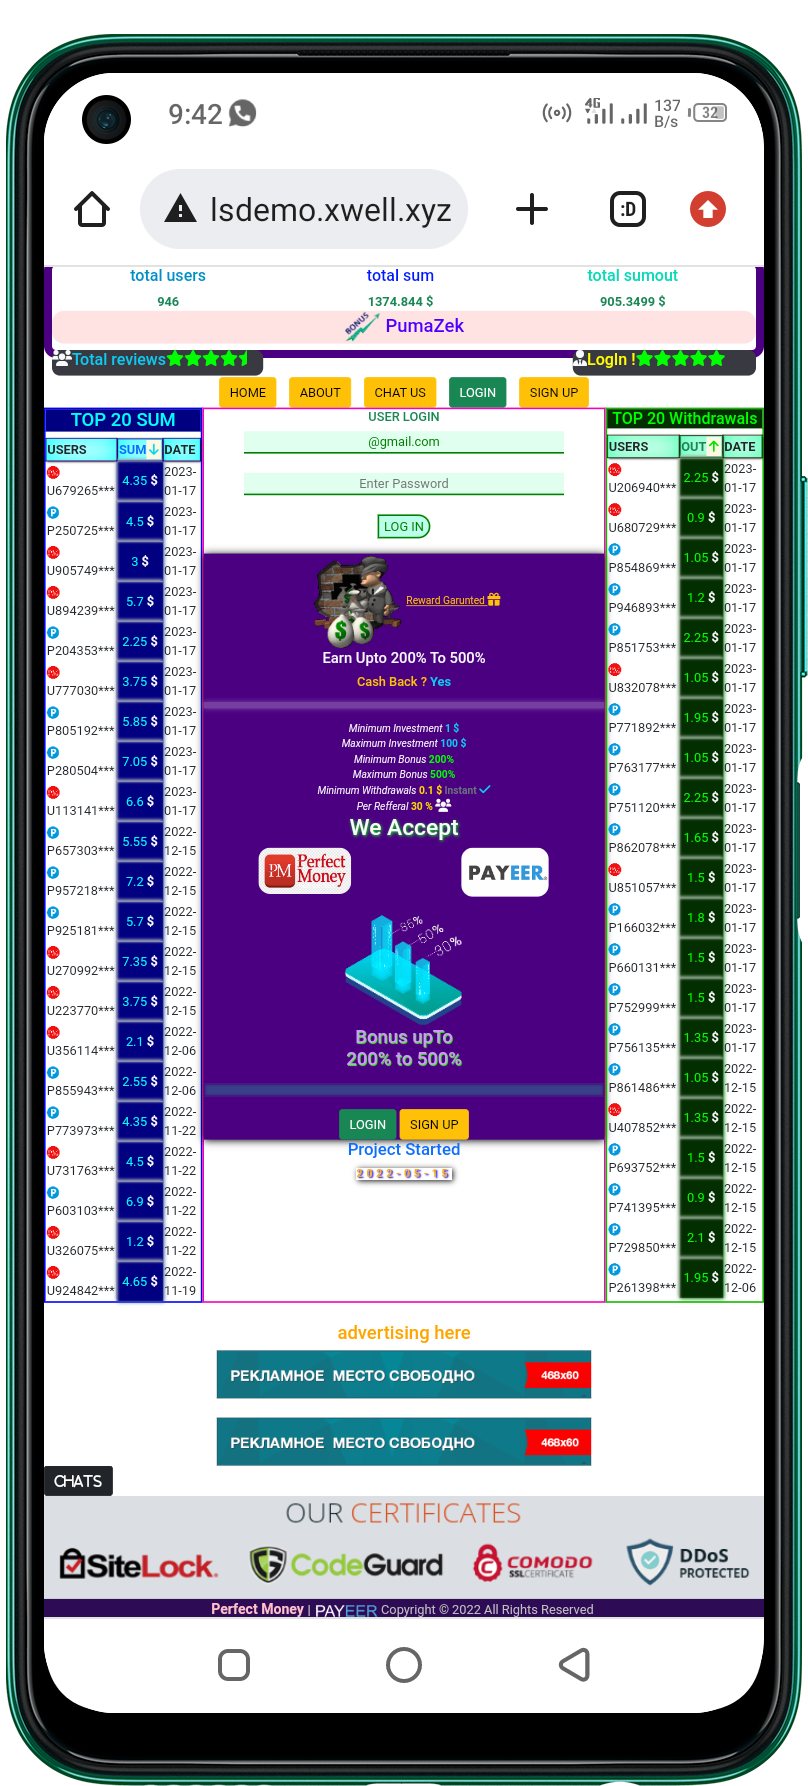 9:42
4G
137
B/s
32
lsdemo.xwell.xyz
:D
total users
total sum
total sumout
946
1374.844 $
905.3499 $
BONUS PumaZek
Total reviews
LogIn !
HOME
ABOUT
CHAT US
LOGIN
SIGN UP
TOP 20 SUM
USERS SUM DATE
U679265*** 4.35 $ 2023-01-17
P250725*** 4.5 $ 2023-01-17
U905749*** 3 $ 2023-01-17
U894239*** 5.7 $ 2023-01-17
P204353*** 2.25 $ 2023-01-17
U777030*** 3.75 $ 2023-01-17
P805192*** 5.85 $ 2023-01-17
P280504*** 7.05 $ 2023-01-17
U113141*** 6.6 $ 2023-01-17
P657303*** 5.55 $ 2022-12-15
P957218*** 7.2 $ 2022-12-15
P925181*** 5.7 $ 2022-12-15
U270992*** 7.35 $ 2022-12-15
U223770*** 3.75 $ 2022-12-15
U356114*** 2.1 $ 2022-12-06
P855943*** 2.55 $ 2022-12-06
P773973*** 4.35 $ 2022-11-22
U731763*** 4.5 $ 2022-11-22
P603103*** 6.9 $ 2022-11-22
U326075*** 1.2 $ 2022-11-22
U924842*** 4.65 $ 2022-11-19
USER LOGIN
@gmail.com
Enter Password
LOG IN
$ $
Reward Garunted
Earn Upto 200% To 500%
Cash Back ? Yes
Minimum Investment 1 $
Maximum Investment 100 $
Minimum Bonus 200%
Maximum Bonus 500%
Minimum Withdrawals 0.1 $ Instant
Per Refferal 30 %
We Accept
PM Perfect Money
PAYEER
50%
30%
Bonus upTo
200% to 500%
LOGIN
SIGN UP
Project Started
2022-05-15
TOP 20 Withdrawals
USERS OUT DATE
U206940*** 2.25 $ 2023-01-17
U680729*** 0.9 $ 2023-01-17
P854869*** 1.05 $ 2023-01-17
P946893*** 1.2 $ 2023-01-17
P851753*** 2.25 $ 2023-01-17
U832078*** 1.05 $ 2023-01-17
P771892*** 1.95 $ 2023-01-17
P763177*** 1.05 $ 2023-01-17
P751120*** 2.25 $ 2023-01-17
P862078*** 1.65 $ 2023-01-17
U851057*** 1.5 $ 2023-01-17
P166032*** 1.8 $ 2023-01-17
P660131*** 1.5 $ 2023-01-17
P752999*** 1.5 $ 2023-01-17
P756135*** 1.35 $ 2023-01-17
P861486*** 1.05 $ 2022-12-15
U407852*** 1.35 $ 2022-12-15
P693752*** 1.5 $ 2022-12-15
P741395*** 0.9 $ 2022-12-15
P729850*** 2.1 $ 2022-12-15
P261398*** 1.95 $ 2022-12-06
advertising here
РЕКЛАМНОЕ МЕСТО СВОБОДНО 468x60
РЕКЛАМНОЕ МЕСТО СВОБОДНО 468x60
CHATS
OUR CERTIFICATES
SiteLock.
CodeGuard
COMODO
SSLCERTIFICATE
DDoS
PROTECTED
Perfect Money | PAYEER Copyright © 2022 All Rights Reserved